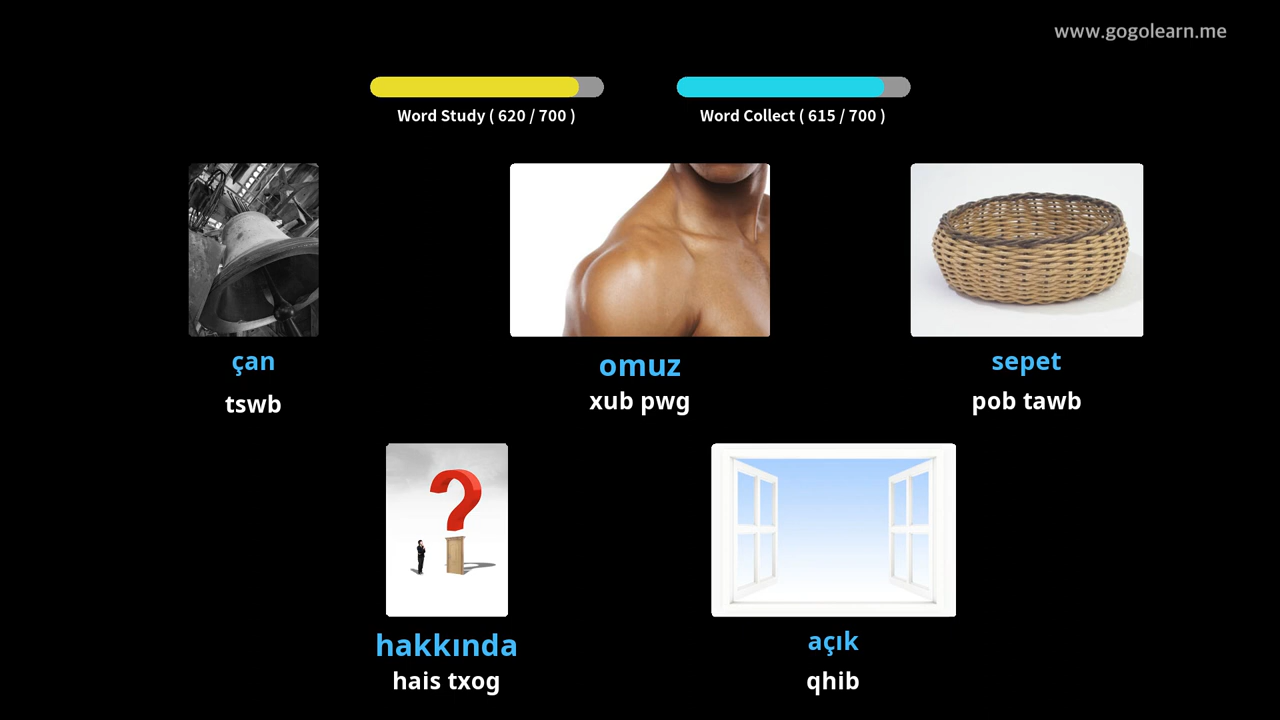 www.gogolearn.me
Word Study ( 620 / 700 )
Word Collect ( 615 / 700 )
çan
tswb
omuz
xub pwg
sepet
pob tawb
hakkında
hais txog
açık
qhib